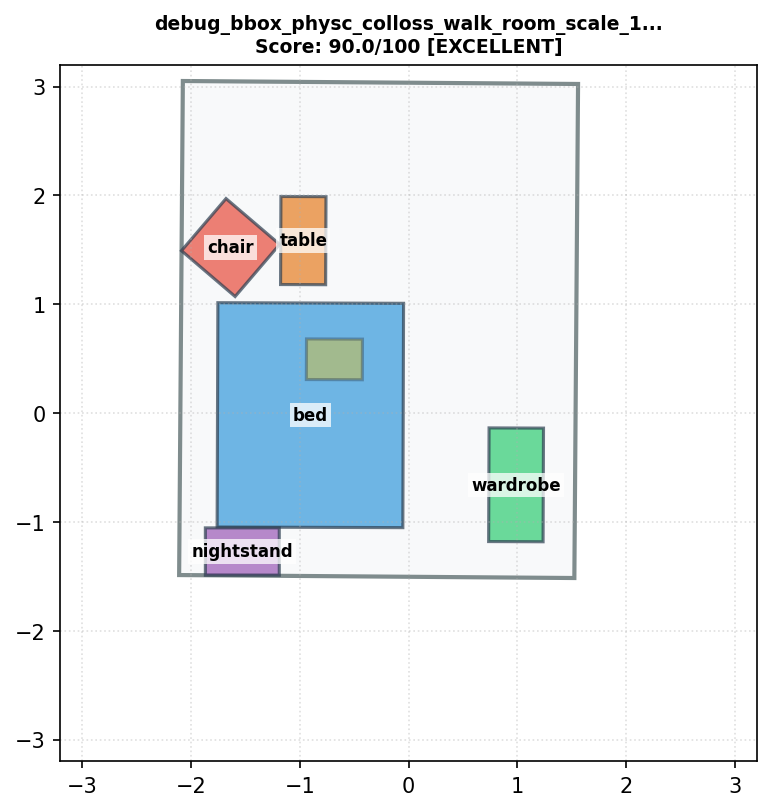 debug_bbox_physc_colloss_walk_room_scale_1...
Score: 90.0/100 [EXCELLENT]
3
2
chair
table
1
0
bed
wardrobe
−1
nightstand
−2
−3
−3 −2 −1 0 1 2 3